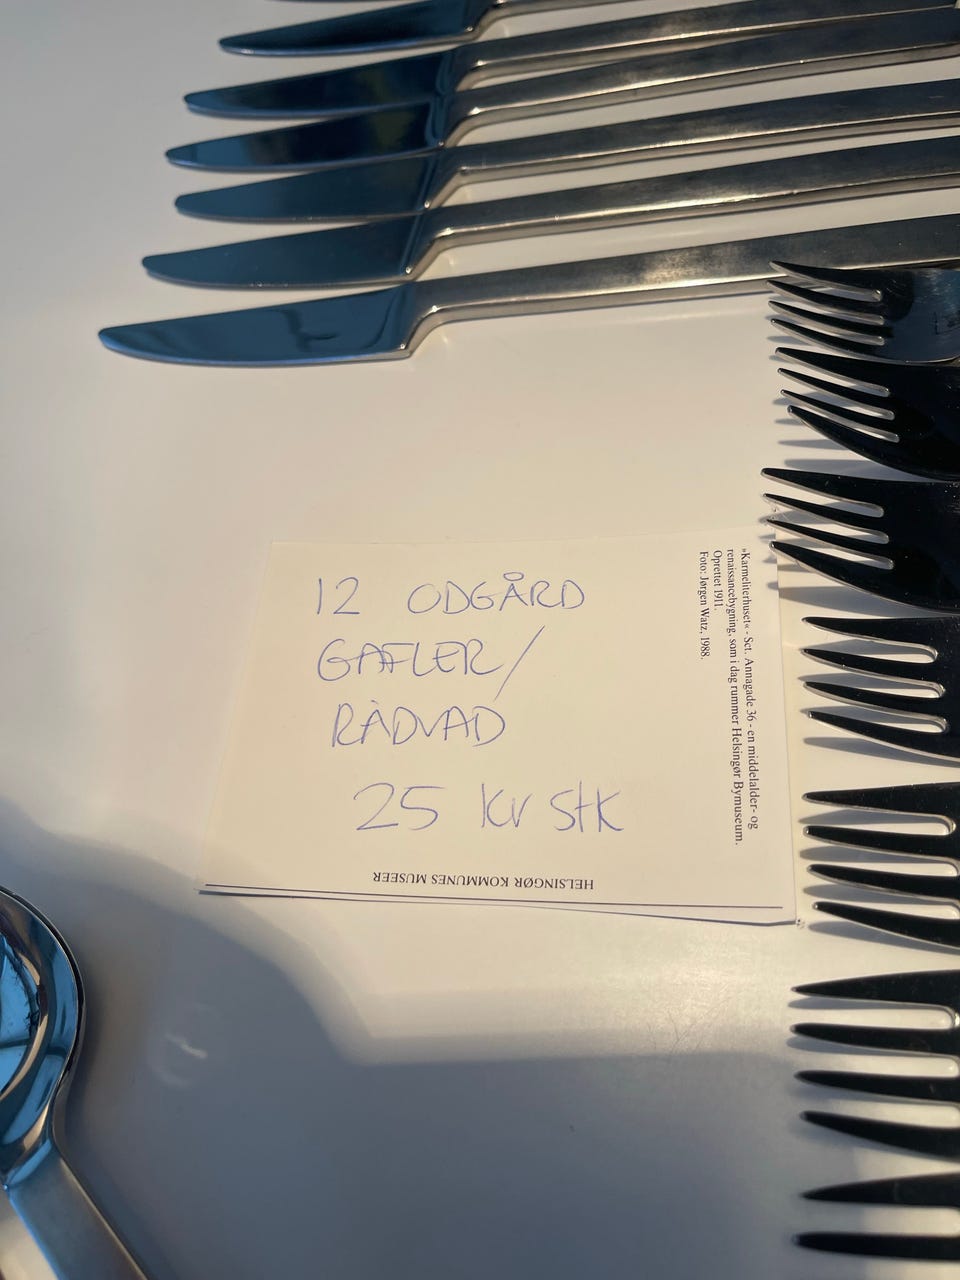 12 ODGÅRD
GAFLER/
RÅDVAD
25 kr stk
»Karmeliterhuset« - Sct. Annagade 36 - en middelalder- og
renaissancebygning, som i dag rummer Helsingør Bymuseum.
Oprettet 1911.
Foto: Jørgen Watz, 1988.
HELSINGØR KOMMUNES MUSEER